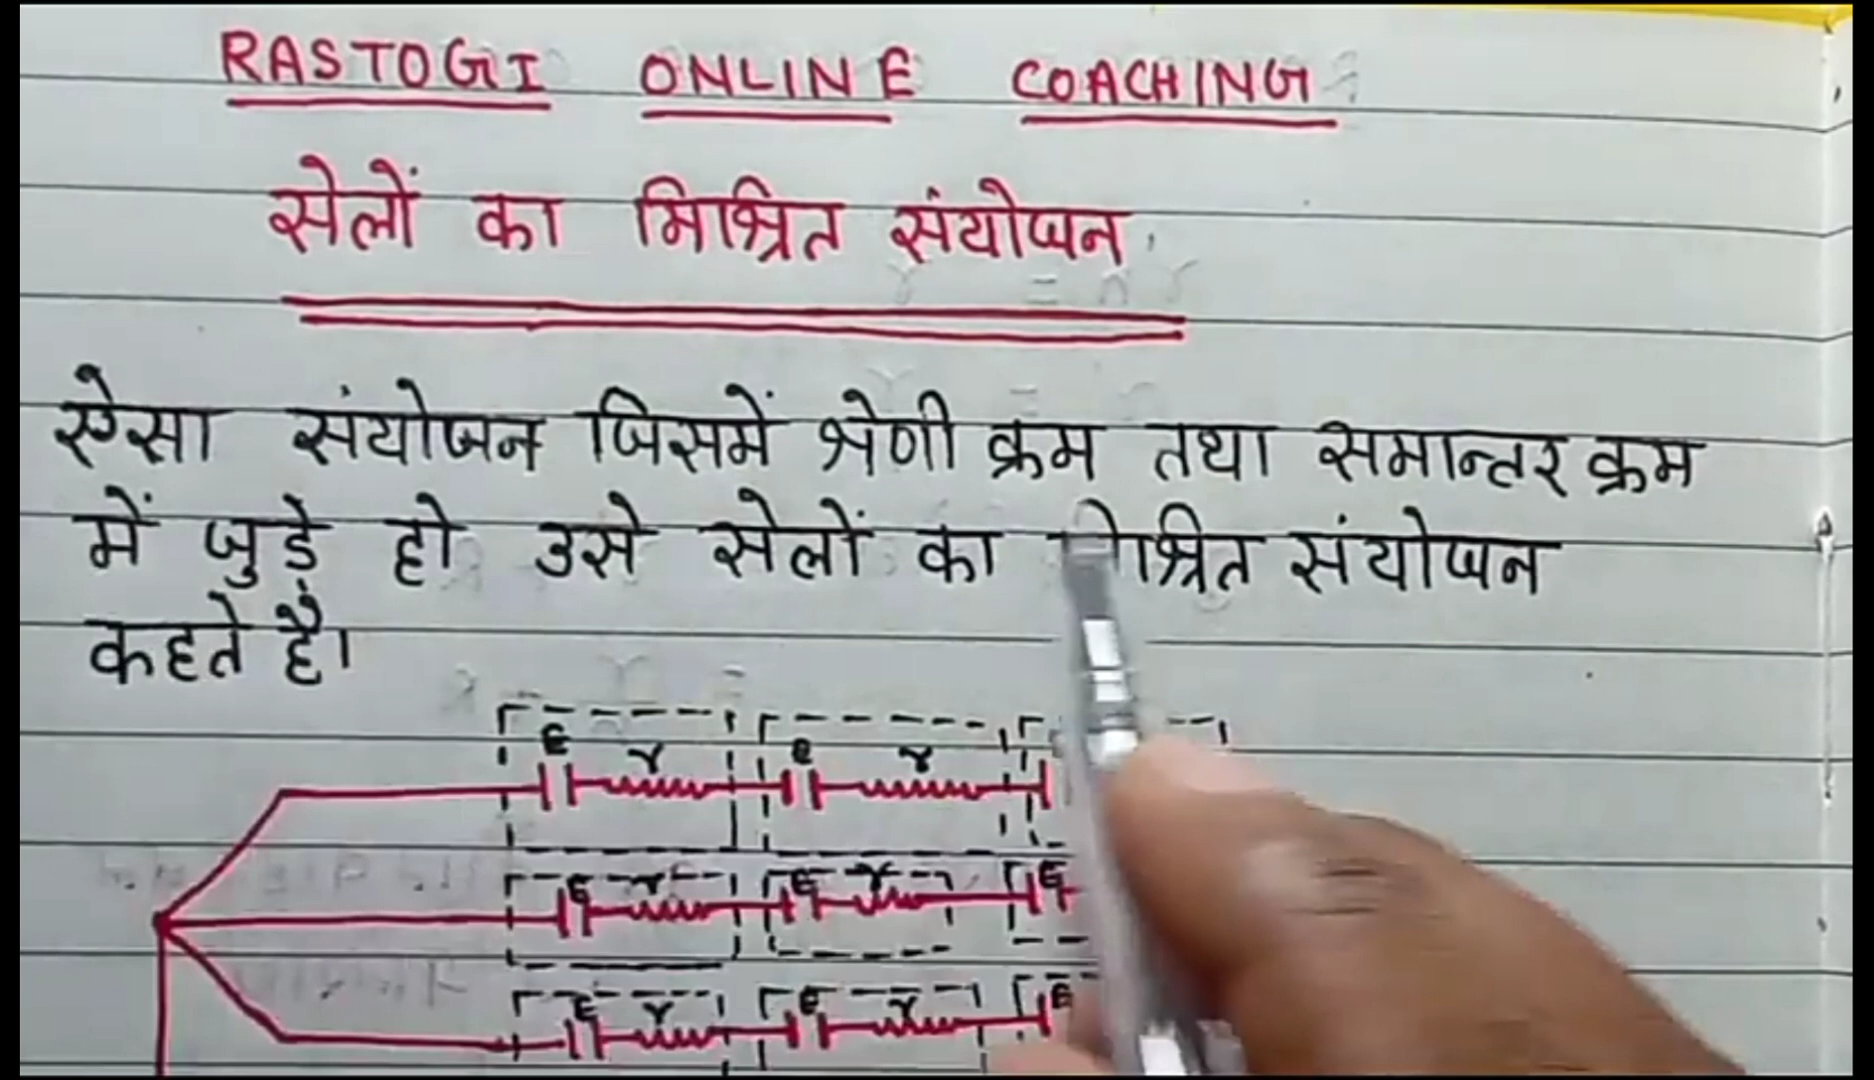 RASTOGI ONLINE COACHING
सेलों का मिश्रित संयोजन
ऐसा संयोजन जिसमें श्रेणी क्रम तथा समान्तर क्रम
में जुड़े हो उसे सेलों का मिश्रित संयोजन
कहते हैं।
E r E r
E r E r E
E r E r E